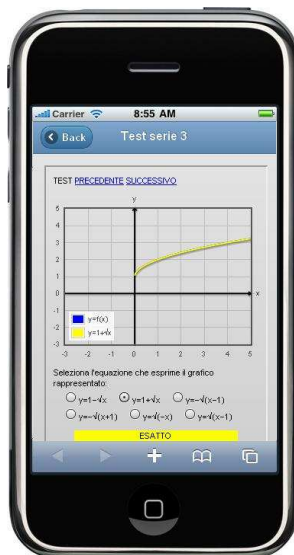 Carrier 8:55 AM
Back Test serie 3
TEST PRECEDENTE SUCCESSIVO
y
5
4
3
2
1
0
-1
-2
-3
x
y=f(x)
y=1+√x
-3 -2 -1 0 1 2 3 4 5
Seleziona l'equazione che esprime il grafico
rappresentato:
y=1-√x y=1+√x y=-√(x-1)
y=-√(x+1) y=√(-x) y=√(x-1)
ESATTO